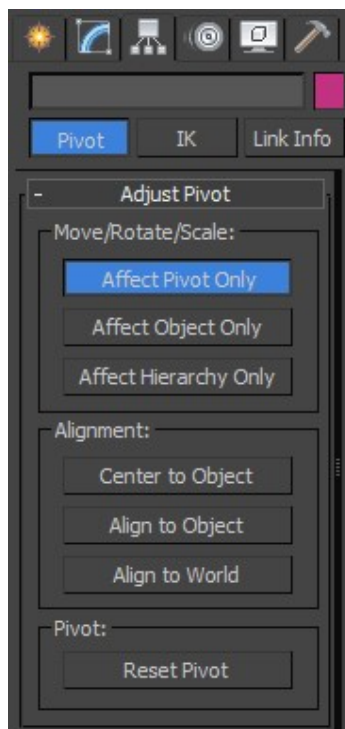 Pivot IK Link Info
- Adjust Pivot
Move/Rotate/Scale:
Affect Pivot Only
Affect Object Only
Affect Hierarchy Only
Alignment:
Center to Object
Align to Object
Align to World
Pivot:
Reset Pivot